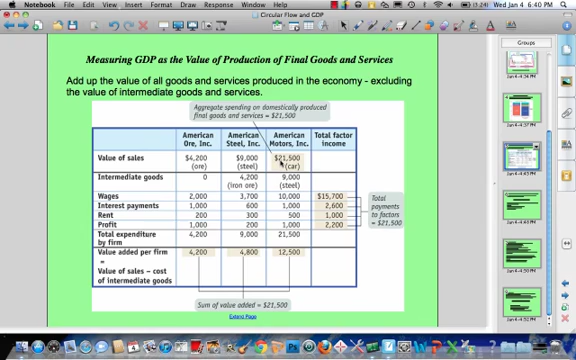 Notebook File Edit View Insert Format Draw Response Window Help
Wed Jan 4 6:40 PM
Circular Flow and GDP
Measuring GDP as the Value of Production of Final Goods and Services
Add up the value of all goods and services produced in the economy - excluding
the value of intermediate goods and services.
Aggregate spending on domestically produced
final goods and services = $21,500
American Ore, Inc. American Steel, Inc. American Motors, Inc. Total factor income
Value of sales $4,200 (ore) $9,000 (steel) $21,500 (car)
Intermediate goods 0 4,200 (iron ore) 9,000 (steel)
Wages 2,000 3,700 10,000 $15,700
Interest payments 1,000 600 1,000 2,600
Rent 200 300 500 1,000
Profit 1,000 200 1,000 2,200
Total expenditure by firm 4,200 9,000 21,500
Value added per firm = Value of sales – cost of intermediate goods 4,200 4,800 12,500
Total
payments
to factors
= $21,500
Sum of value added = $21,500
Extend Page
Groups